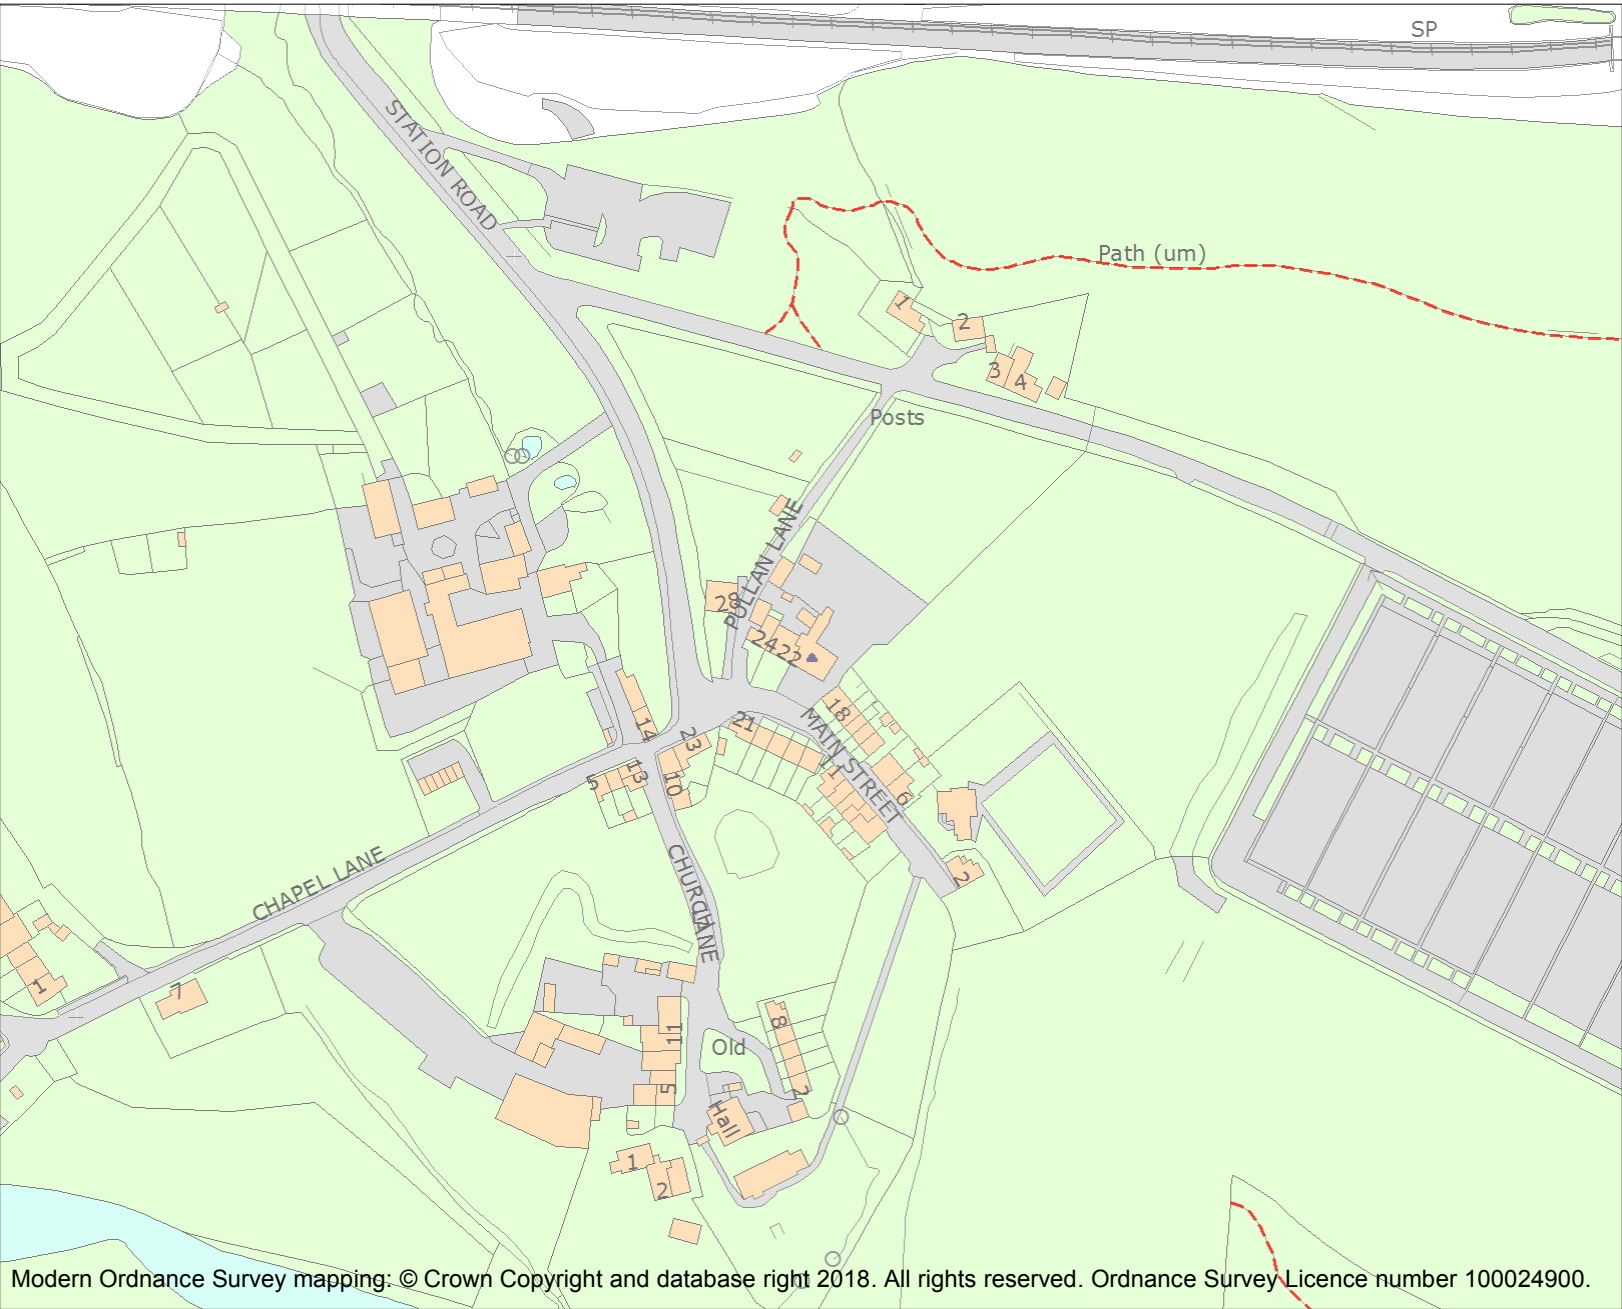 SP
STATION ROAD
Path (um)
1
2
3
4
Posts
PULLAN LANE
28
24
22
18
21
MAIN STREET
14
23
11
5
13
10
6
2
CHAPEL LANE
CHURCH
LANE
1
7
8
11
Old
5
2
Hall
1
2
Modern Ordnance Survey mapping: © Crown Copyright and database right 2018. All rights reserved. Ordnance Survey Licence number 100024900.